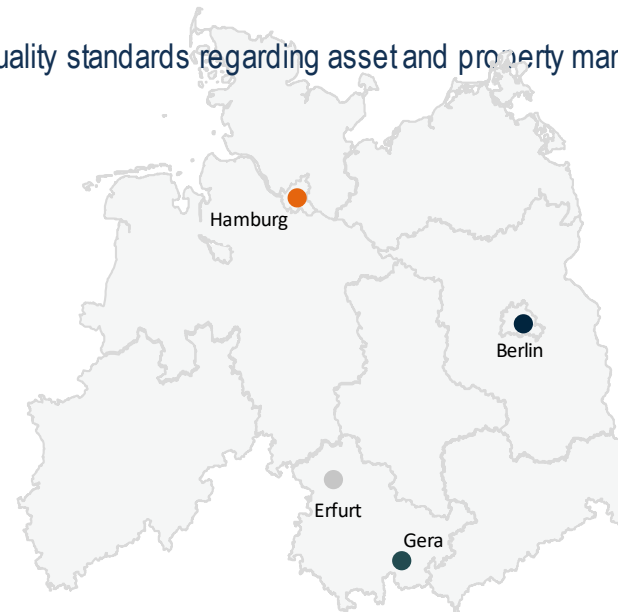 uality standards regarding asset and property mar
Hamburg
Berlin
Erfurt
Gera